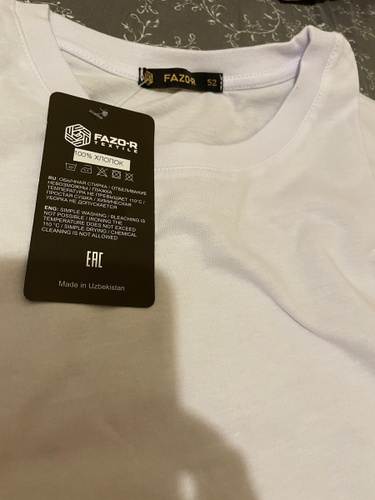 FAZO-R 52
FAZO-R
TEXTILE
100% ХЛОПОК
RU: ОБЫЧНАЯ СТИРКА / ОТБЕЛИВАНИЕ
НЕВОЗМОЖНЫ / ГЛАЖКА
ТЕМПЕРАТУРА НЕ ПРЕВЫШАЕТ 110°C /
ПРОСТАЯ СУШКА / ХИМИЧЕСКАЯ
УБОРКА НЕ ДОПУСКАЕТСЯ
ENG: SIMPLE WASHING / BLEACHING IS
NOT POSSIBLE / IRONING THE
TEMPERATURE DOES NOT EXCEED
110 °C / SIMPLE DRYING / CHEMICAL
CLEANING IS NOT ALLOWED
EAC
Made in Uzbekistan